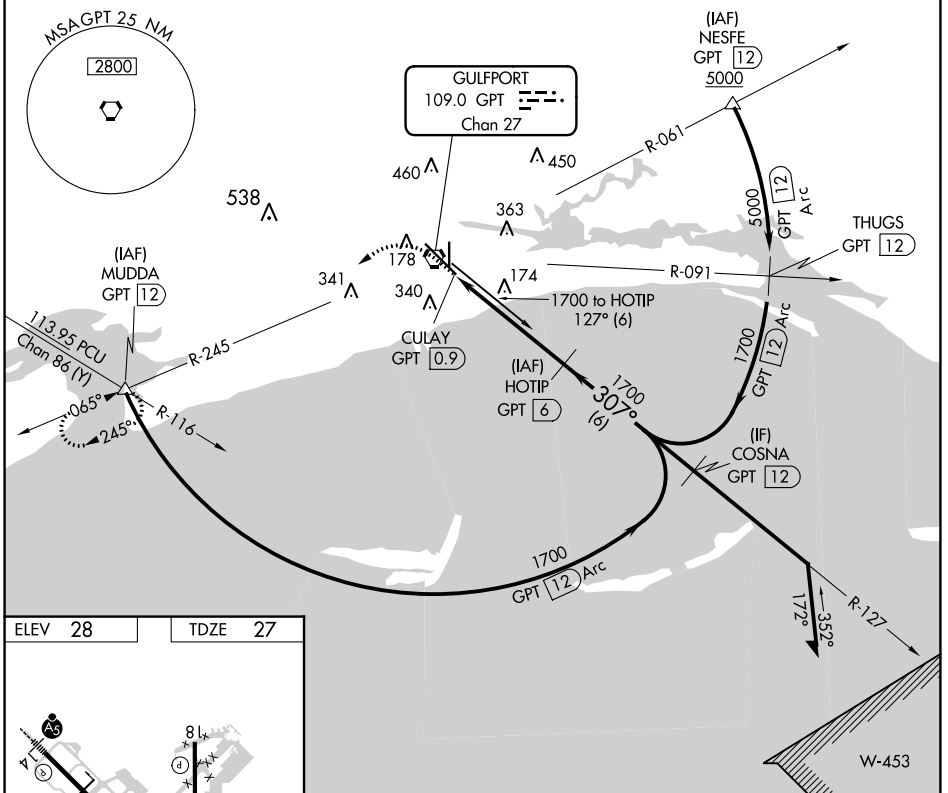 MSA GPT 25 NM
2800
GULFPORT
109.0 GPT
Chan 27
(IAF)
NESFE
GPT 12
5000
R-061
5000
GPT 12 Arc
THUGS
GPT 12
R-091
460
450
538
363
178
341
340
174
1700 to HOTIP
127° (6)
CULAY
GPT 0.9
(IAF)
MUDDA
GPT 12
113.95 PCU
Chan 86 (Y)
R-245
065°
245°
R-116
(IAF)
HOTIP
GPT 6
1700
307°
(6)
1700
GPT 12 Arc
(IF)
COSNA
GPT 12
1700
GPT 12 Arc
172°
352°
R-127
W-453
ELEV 28
TDZE 27
A5
P
4
18
P